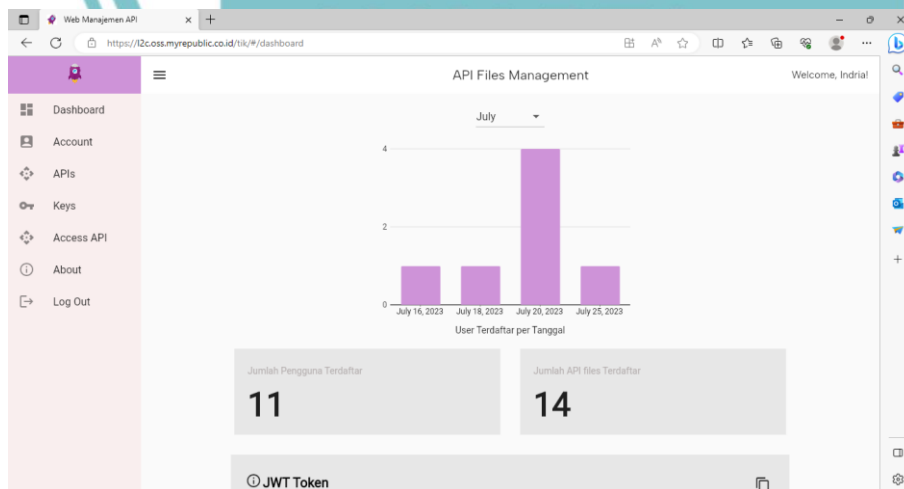 Web Manajemen API
https://l2c.oss.myrepublic.co.id/tik/#/dashboard
API Files Management
Welcome, Indria!
Dashboard
Account
APIs
Keys
Access API
About
Log Out
July
4
2
0
July 16, 2023 July 18, 2023 July 20, 2023 July 25, 2023
User Terdaftar per Tanggal
Jumlah Pengguna Terdaftar
11
Jumlah API files Terdaftar
14
JWT Token